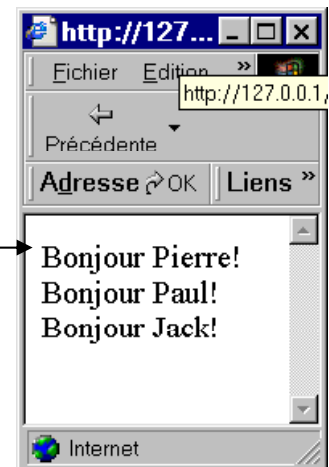 http://127...
Fichier Edition »
http://127.0.0.1/
Précédente
Adresse OK Liens »
Bonjour Pierre!
Bonjour Paul!
Bonjour Jack!
Internet